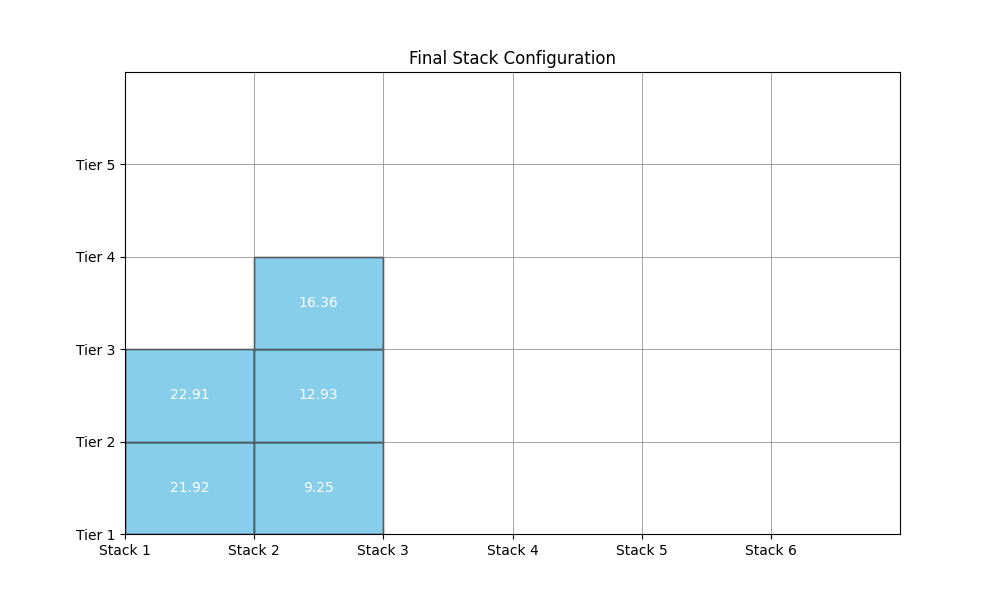 Final Stack Configuration
Tier 5
Tier 4
16.36
Tier 3
22.91 12.93
Tier 2
21.92 9.25
Tier 1
Stack 1 Stack 2 Stack 3 Stack 4 Stack 5 Stack 6